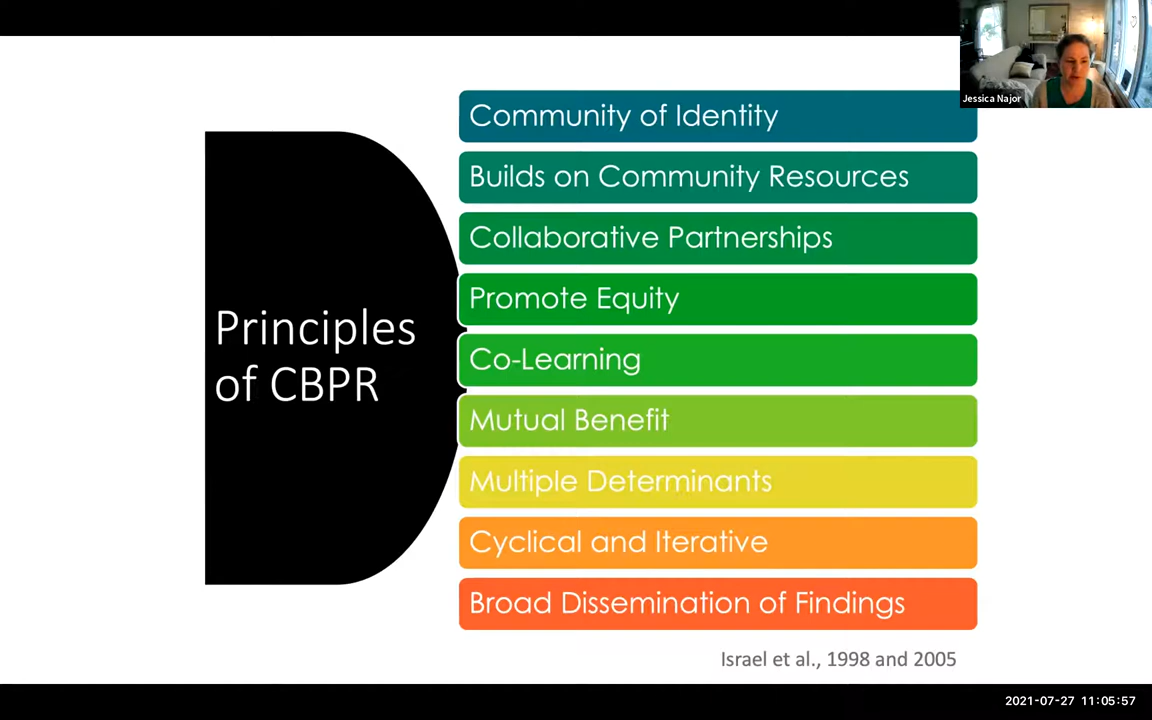 Jessica Najor
Principles
of CBPR
Community of Identity
Builds on Community Resources
Collaborative Partnerships
Promote Equity
Co-Learning
Mutual Benefit
Multiple Determinants
Cyclical and Iterative
Broad Dissemination of Findings
Israel et al., 1998 and 2005
2021-07-27 11:05:57